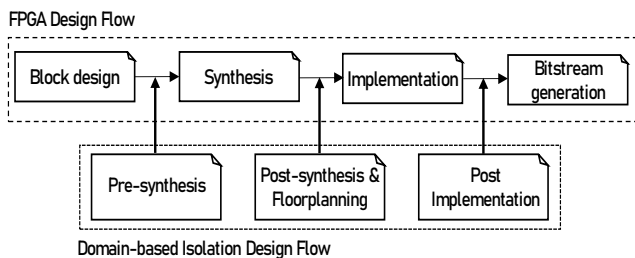 FPGA Design Flow
Block design
Synthesis
Implementation
Bitstream
generation
Pre-synthesis
Post-synthesis &
Floorplanning
Post
Implementation
Domain-based Isolation Design Flow